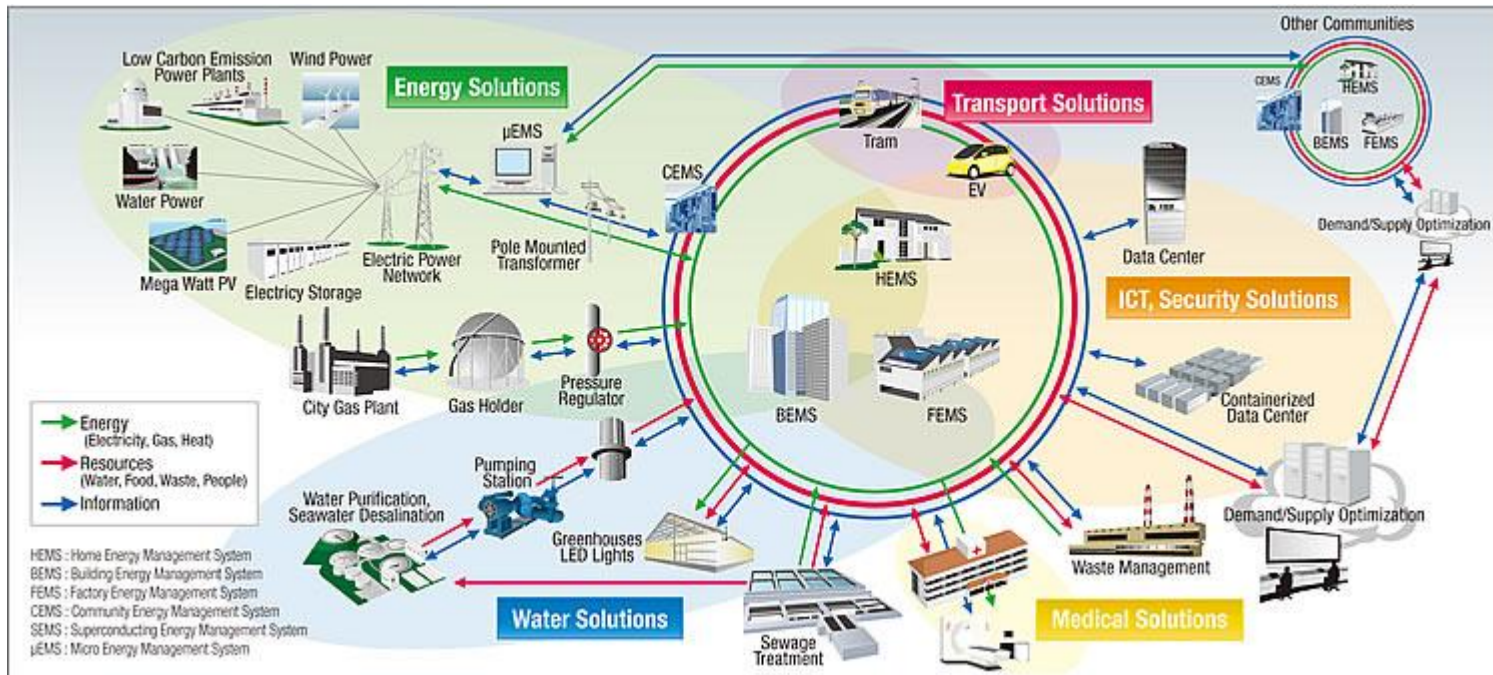 Other Communities
CEMS
HEMS
BEMS
FEMS
Low Carbon Emission
Power Plants
Wind Power
Energy Solutions
Transport Solutions
Tram
EV
μEMS
CEMS
Water Power
Mega Watt PV
Electricy Storage
Electric Power
Network
Pole Mounted
Transformer
HEMS
Data Center
Demand/Supply Optimization
ICT, Security Solutions
City Gas Plant
Gas Holder
Pressure
Regulator
BEMS
FEMS
Containerized
Data Center
Energy
(Electricity, Gas, Heat)
Resources
(Water, Food, Waste, People)
Information
Pumping
Station
Water Purification,
Seawater Desalination
Greenhouses
LED Lights
Waste Management
Demand/Supply Optimization
HEMS : Home Energy Management System
BEMS : Building Energy Management System
FEMS : Factory Energy Management System
CEMS : Community Energy Management System
SEMS : Superconducting Energy Management System
μEMS : Micro Energy Management System
Water Solutions
Sewage
Treatment
Medical Solutions